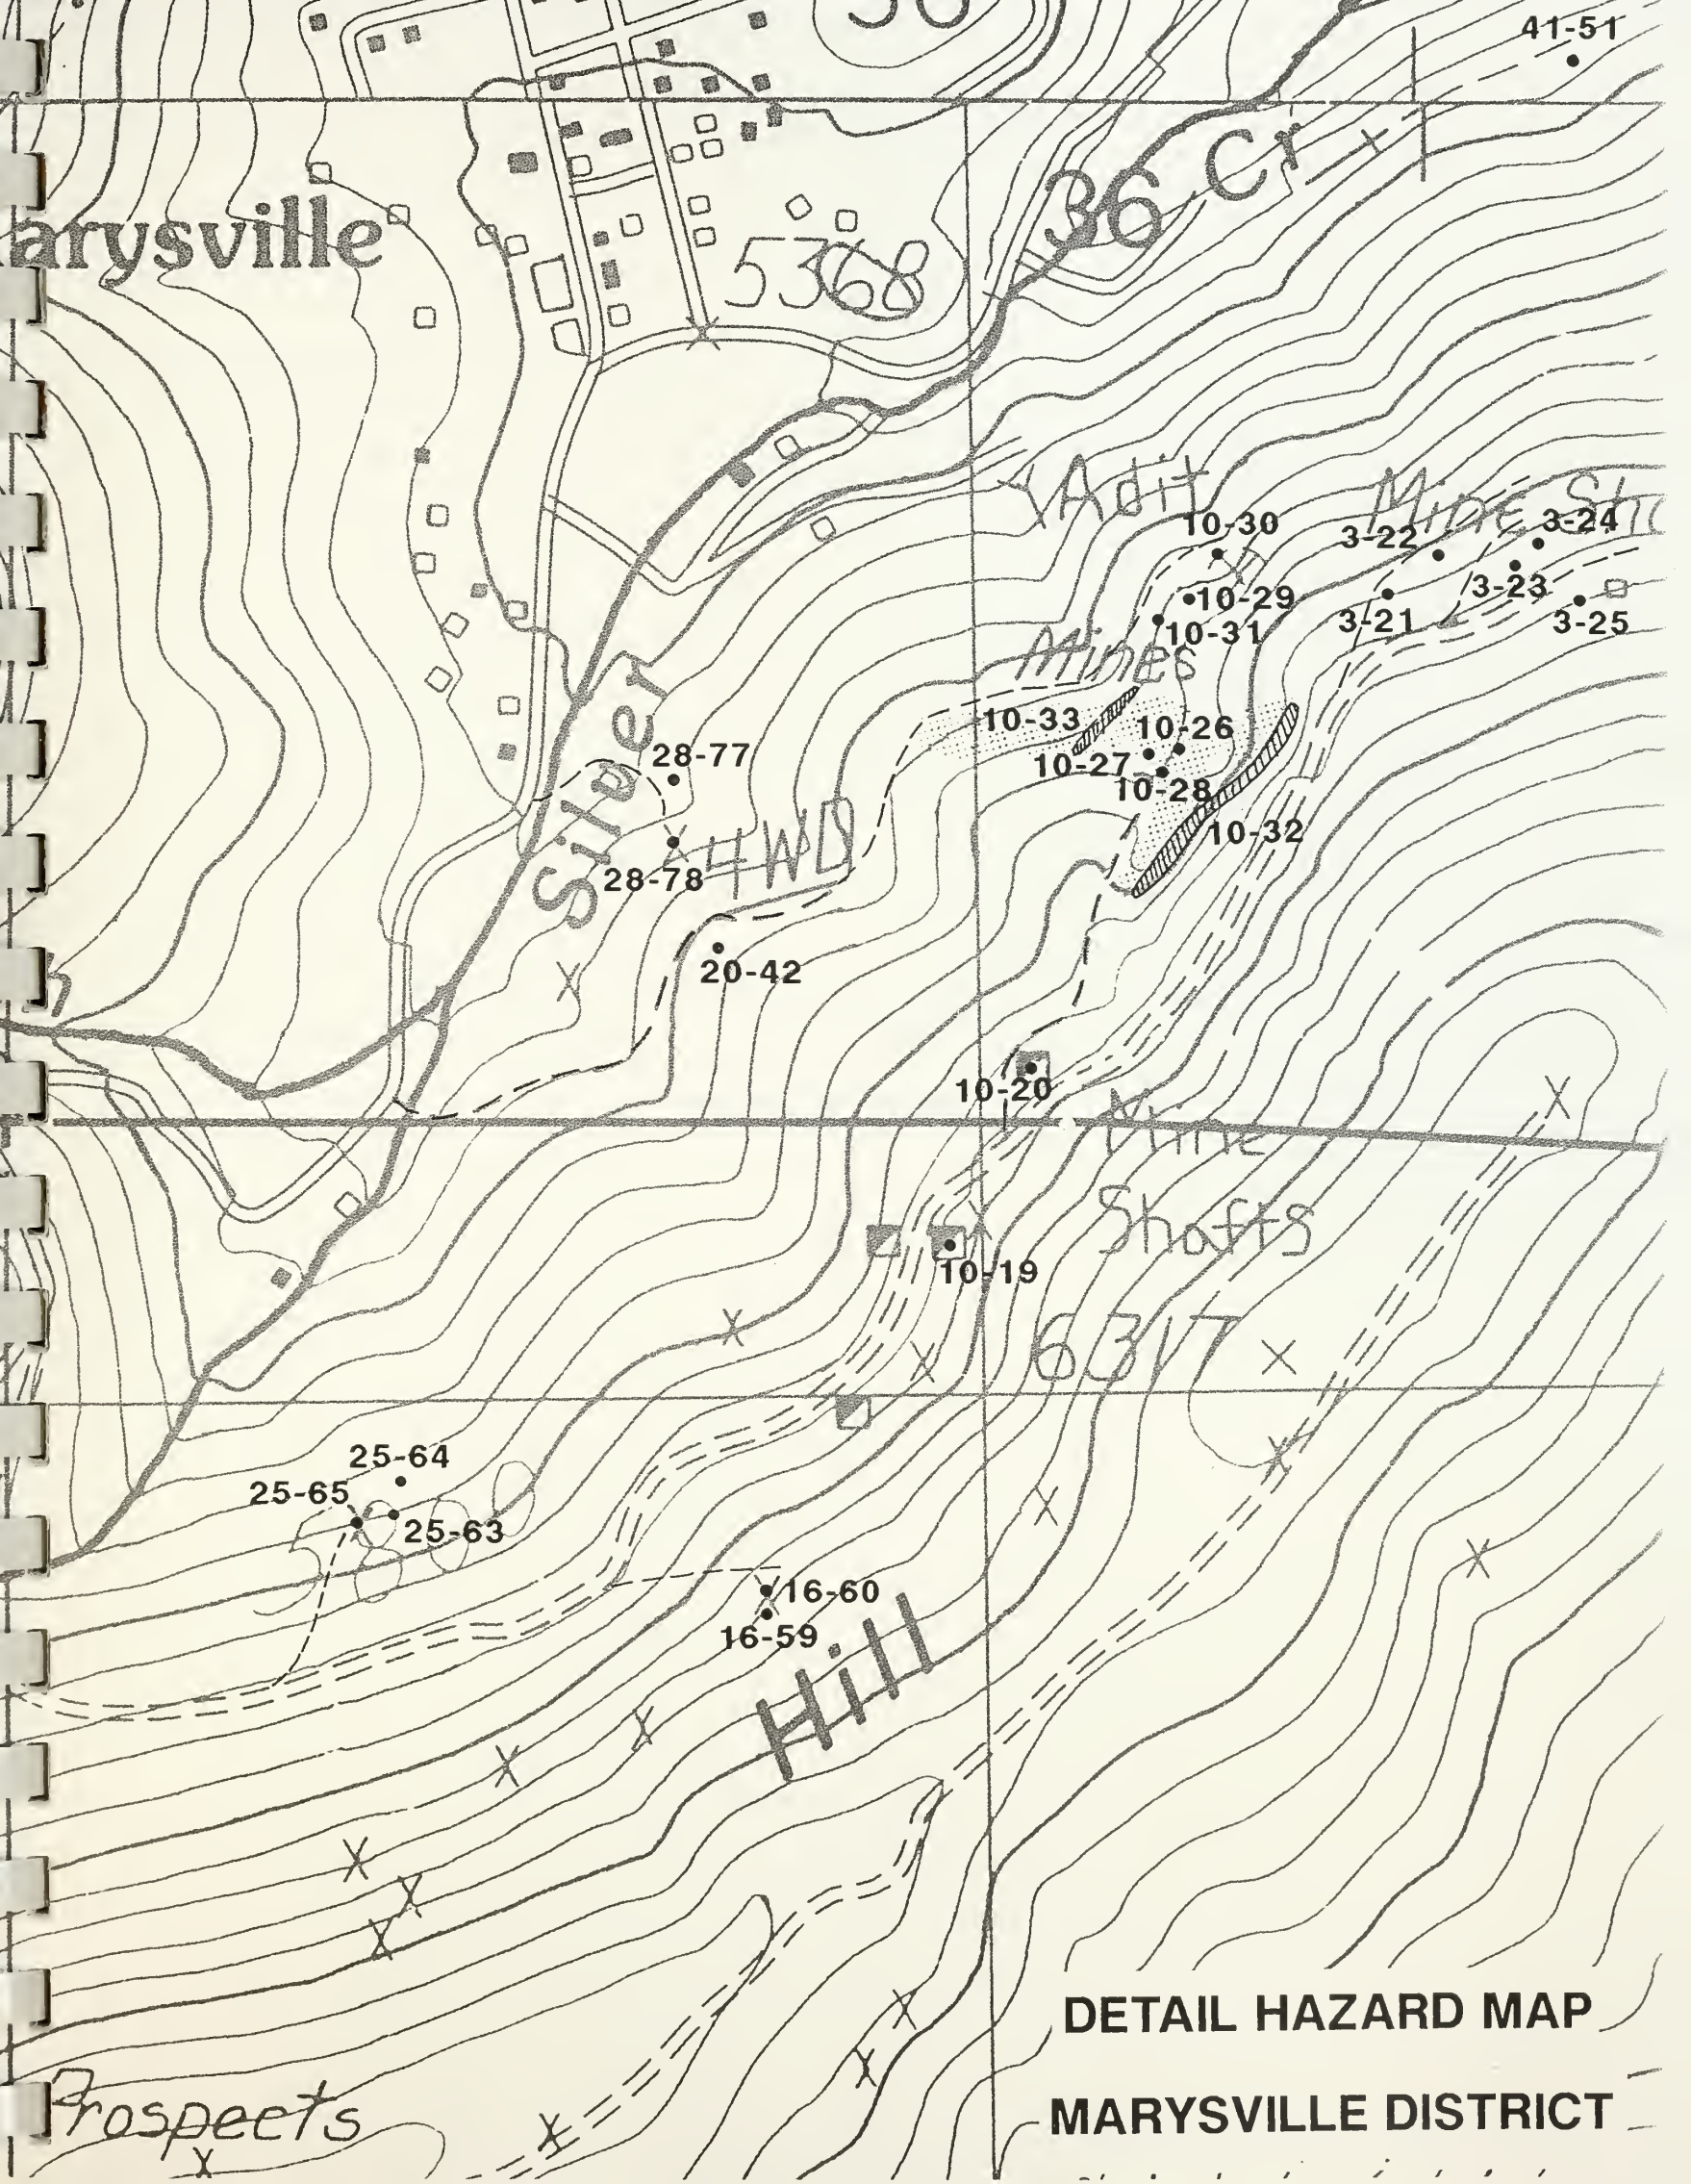 41-51
36 Cr
arysville
5368
Adit
Mine Sh
10-30
3-24
3-22
3-23
10-29
3-21
3-25
10-31
Mines
10-33
10-26
28-77
10-27
10-28
Silver
10-32
HWD
28-78
20-42
10-20
Mine
Shafts
10-19
6317
25-64
25-65
25-63
5800
16-60
16-59
Hill
DETAIL HAZARD MAP
MARYSVILLE DISTRICT
Prospects